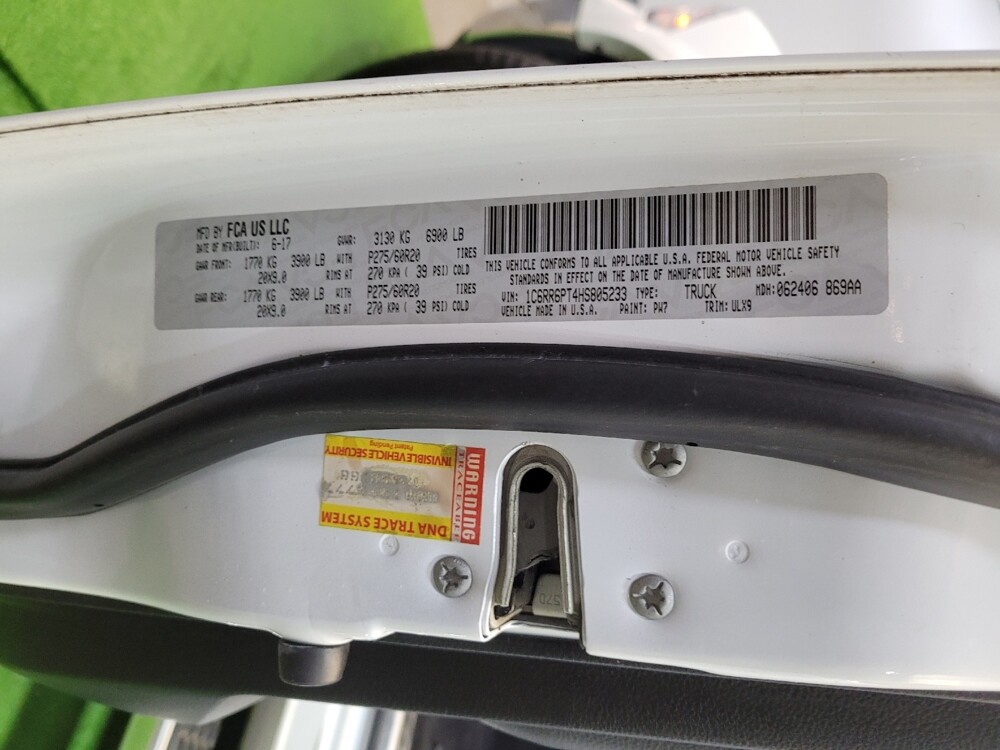 MFD BY FCA US LLC
DATE OF MFR(BUILT): 6-17 GVWR: 3130 KG 6900 LB
GAWR FRONT: 1770 KG 3900 LB WITH P275/60R20 TIRES
20X9.0 RIMS AT 270 KPA ( 39 PSI) COLD
GAWR REAR: 1770 KG 3900 LB WITH P275/60R20 TIRES
20X9.0 RIMS AT 270 KPA ( 39 PSI) COLD
THIS VEHICLE CONFORMS TO ALL APPLICABLE U.S.A. FEDERAL MOTOR VEHICLE SAFETY
STANDARDS IN EFFECT ON THE DATE OF MANUFACTURE SHOWN ABOVE.
VIN: 1C6RR6PT4HS805233 TYPE: TRUCK MDH: 062406 869AA
VEHICLE MADE IN U.S.A. PAINT: PW7 TRIM: ULX9
WARNING
TRACEABLE
DNA TRACE SYSTEM
INVISIBLE VEHICLE SECURITY
Patent Pending
570